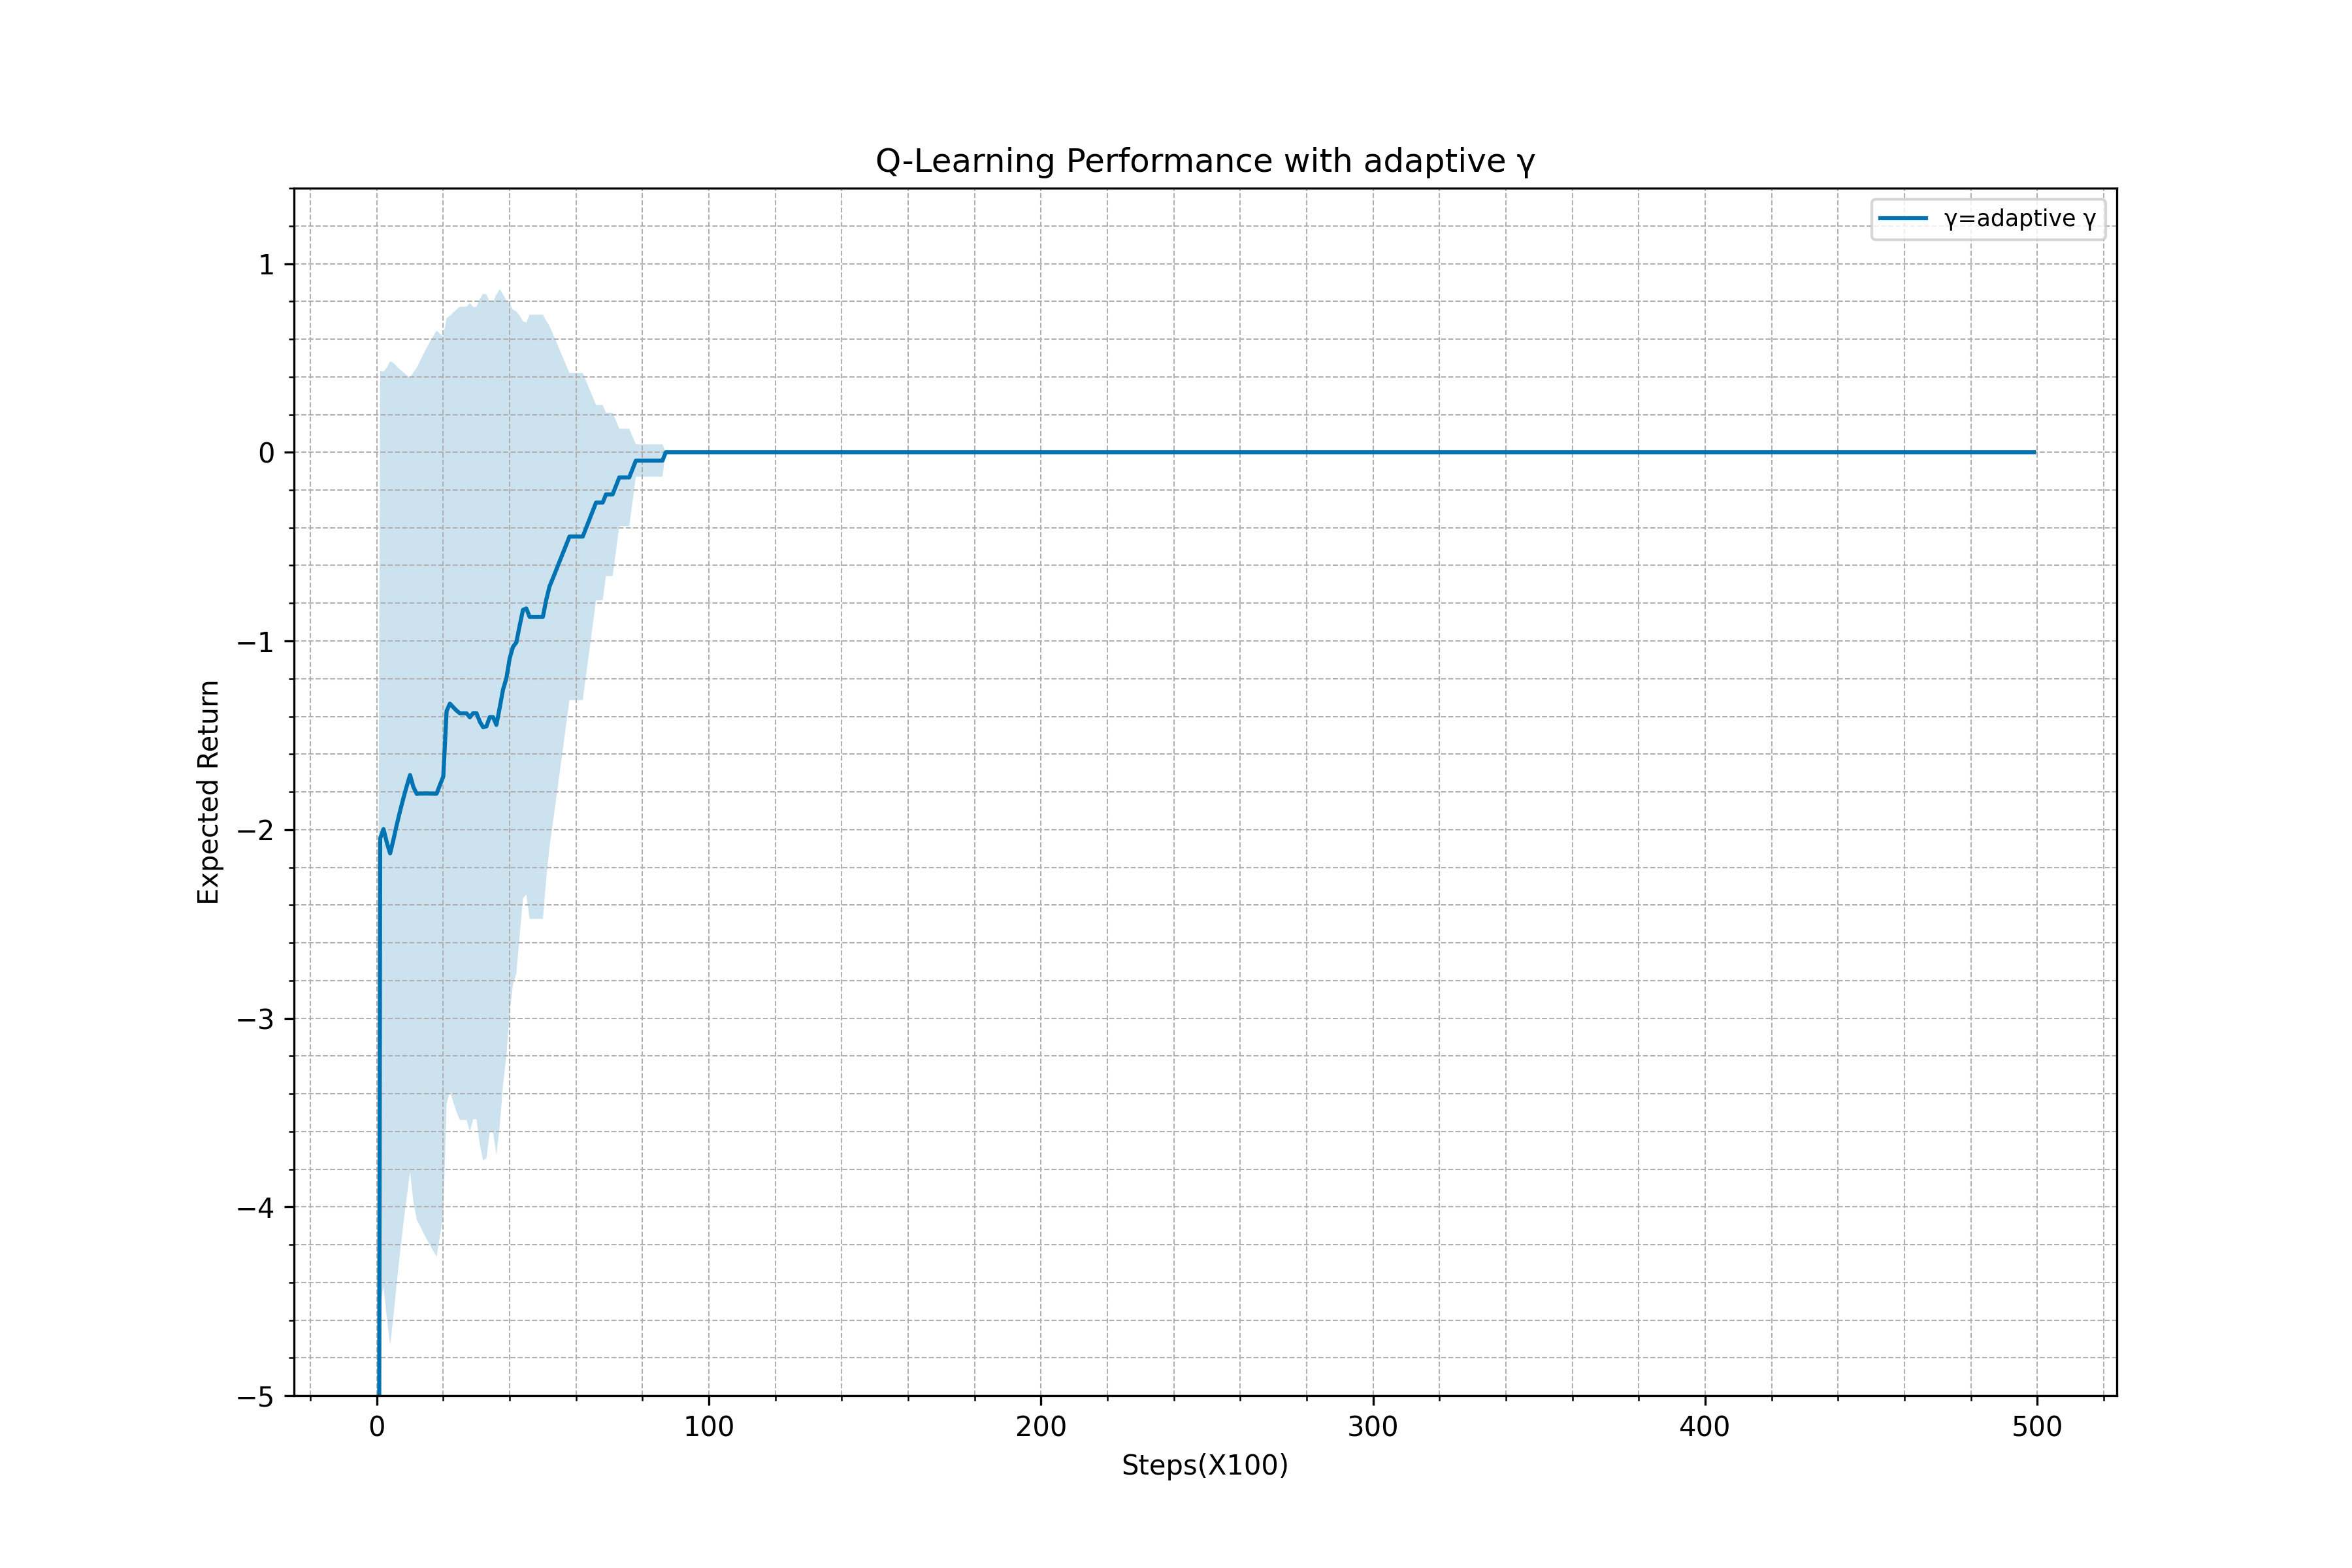 Q-Learning Performance with adaptive γ
γ=adaptive γ
1
0
−1
−2
−3
−4
−5
Expected Return
0 100 200 300 400 500
Steps(X100)